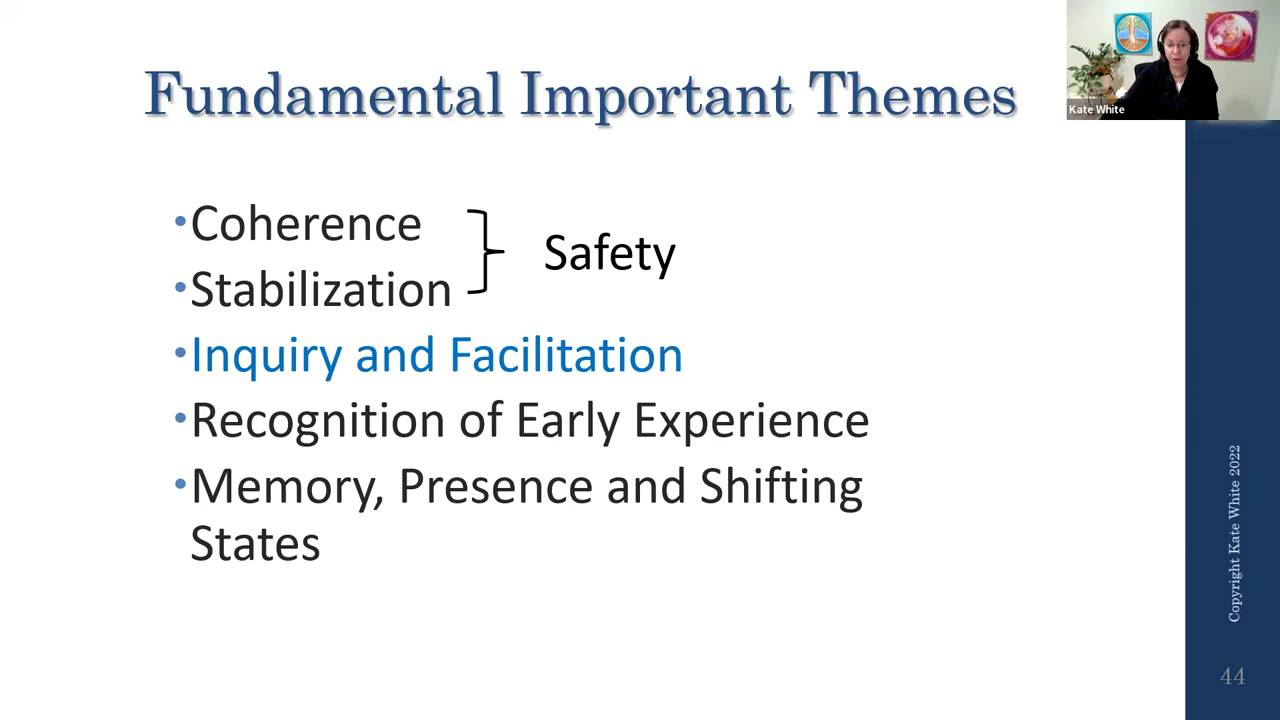 Fundamental Important Themes
Kate White
•Coherence
Safety
•Stabilization
•Inquiry and Facilitation
•Recognition of Early Experience
•Memory, Presence and Shifting
States
Copyright Kate White 2022
44